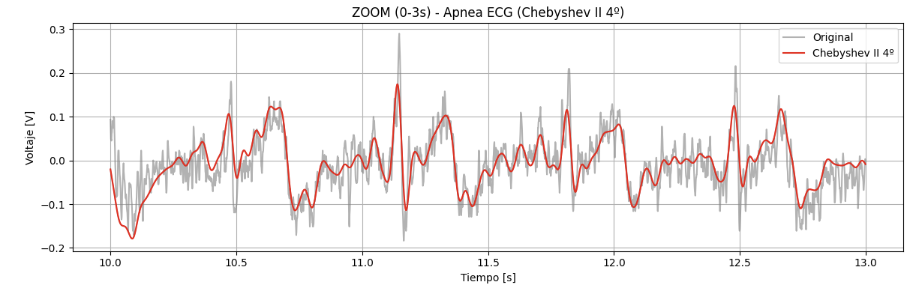 ZOOM (0-3s) - Apnea ECG (Chebyshev II 4º)
Original
Chebyshev II 4º
Voltaje [V]
0.3
0.2
0.1
0.0
−0.1
−0.2
10.0 10.5 11.0 11.5 12.0 12.5 13.0
Tiempo [s]